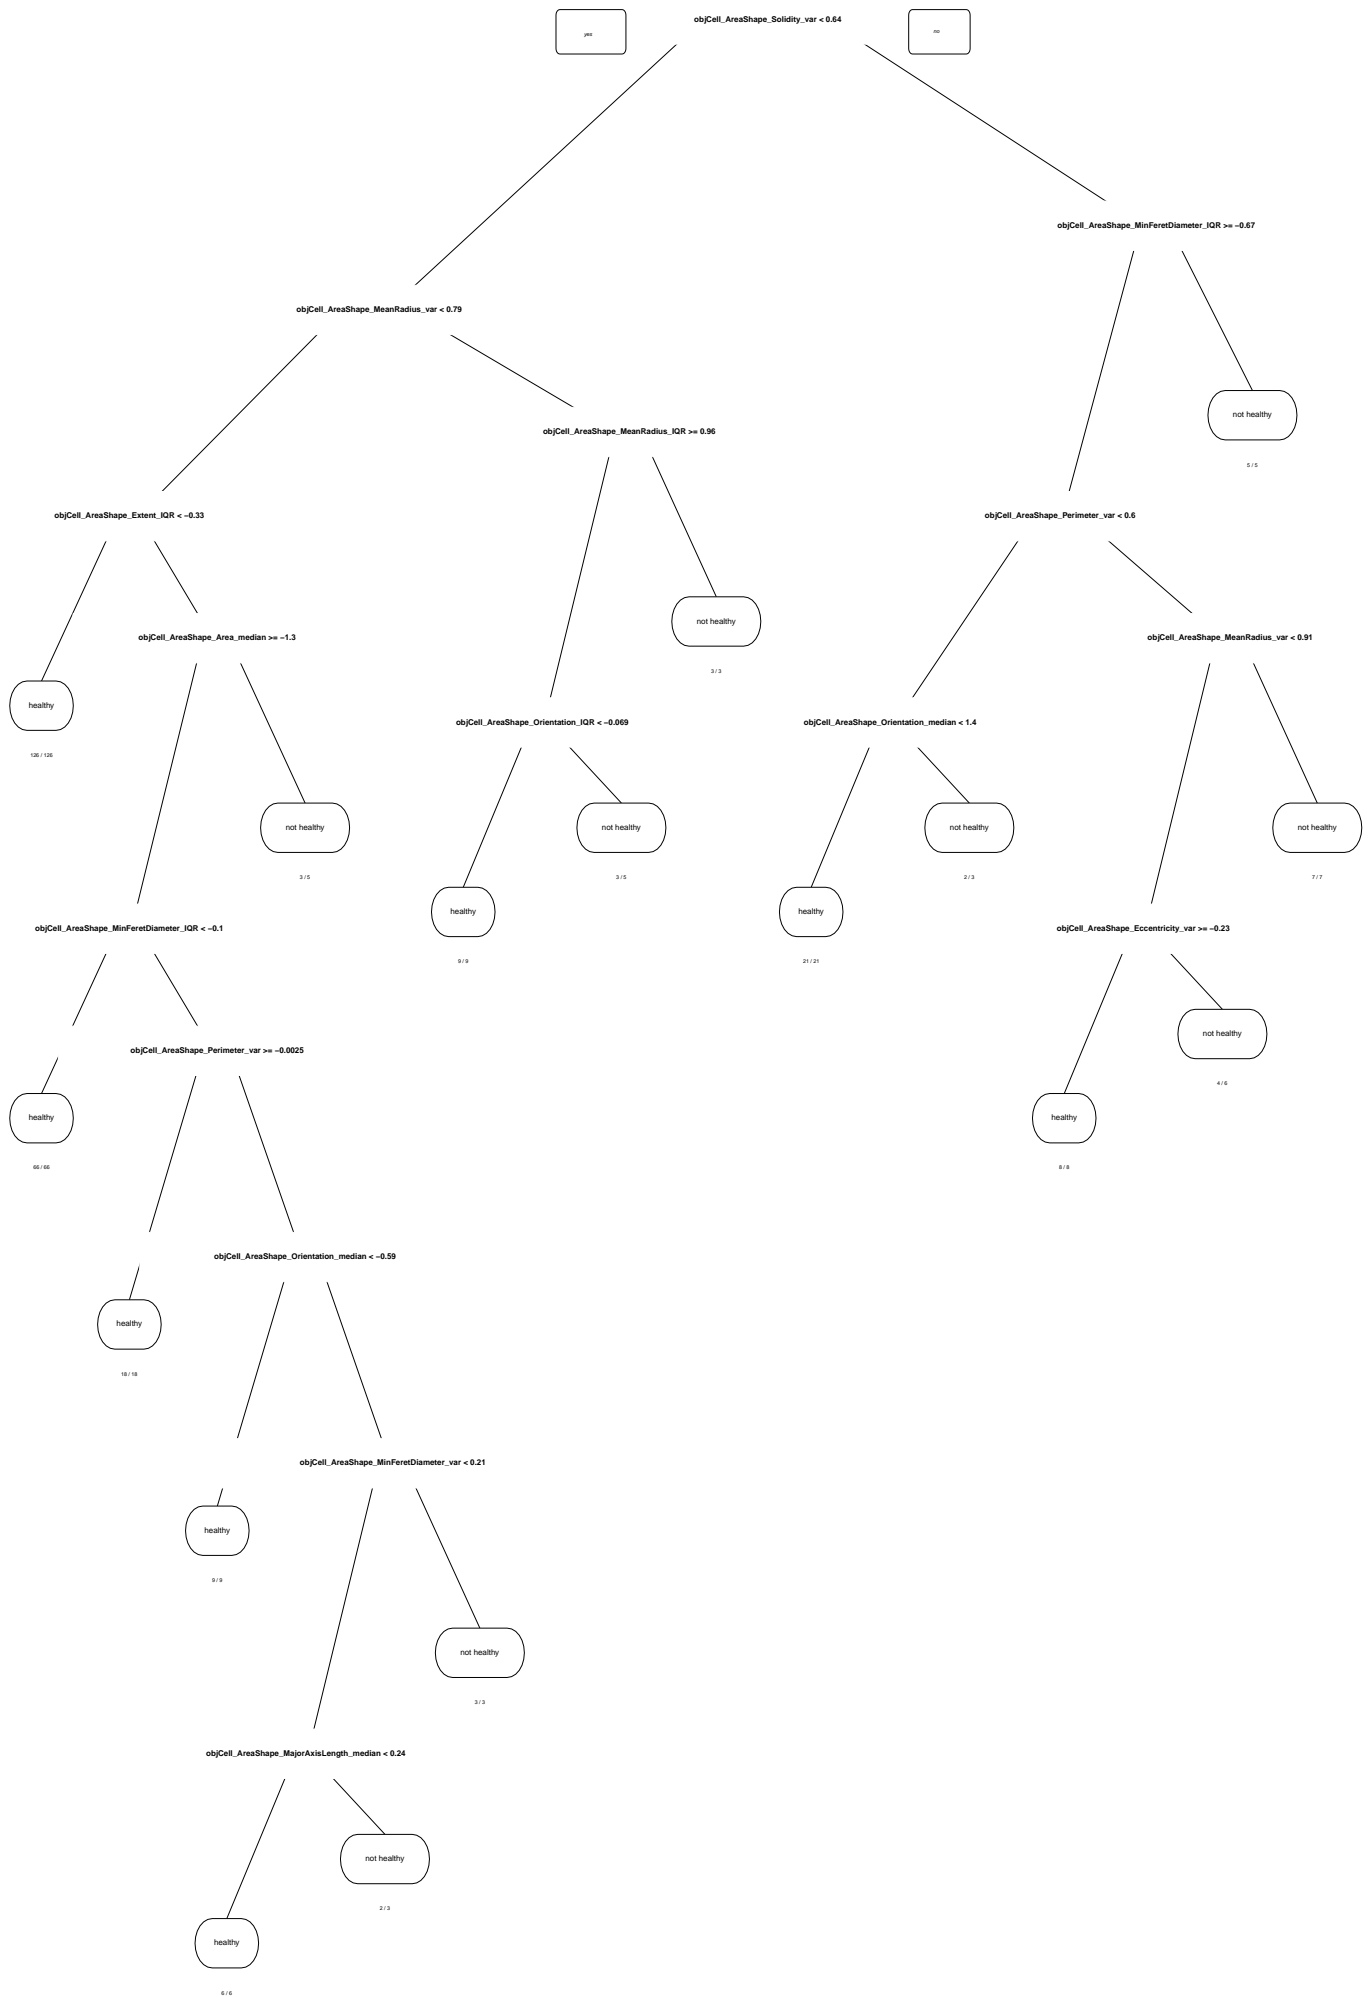 yes
objCell_AreaShape_Solidity_var < 0.64
no
objCell_AreaShape_MinFeretDiameter_IQR >= −0.67
objCell_AreaShape_MeanRadius_var < 0.79
not healthy
objCell_AreaShape_MeanRadius_IQR >= 0.96
5 / 5
objCell_AreaShape_Extent_IQR < −0.33
objCell_AreaShape_Perimeter_var < 0.6
not healthy
objCell_AreaShape_Area_median >= −1.3
objCell_AreaShape_MeanRadius_var < 0.91
3 / 3
healthy
objCell_AreaShape_Orientation_IQR < −0.069
objCell_AreaShape_Orientation_median < 1.4
126 / 126
not healthy
not healthy
not healthy
not healthy
3 / 5
3 / 5
2 / 3
7 / 7
healthy
healthy
objCell_AreaShape_MinFeretDiameter_IQR < −0.1
objCell_AreaShape_Eccentricity_var >= −0.23
9 / 9
21 / 21
not healthy
objCell_AreaShape_Perimeter_var >= −0.0025
4 / 6
healthy
healthy
66 / 66
8 / 8
objCell_AreaShape_Orientation_median < −0.59
healthy
18 / 18
objCell_AreaShape_MinFeretDiameter_var < 0.21
healthy
9 / 9
not healthy
3 / 3
objCell_AreaShape_MajorAxisLength_median < 0.24
not healthy
2 / 3
healthy
6 / 6